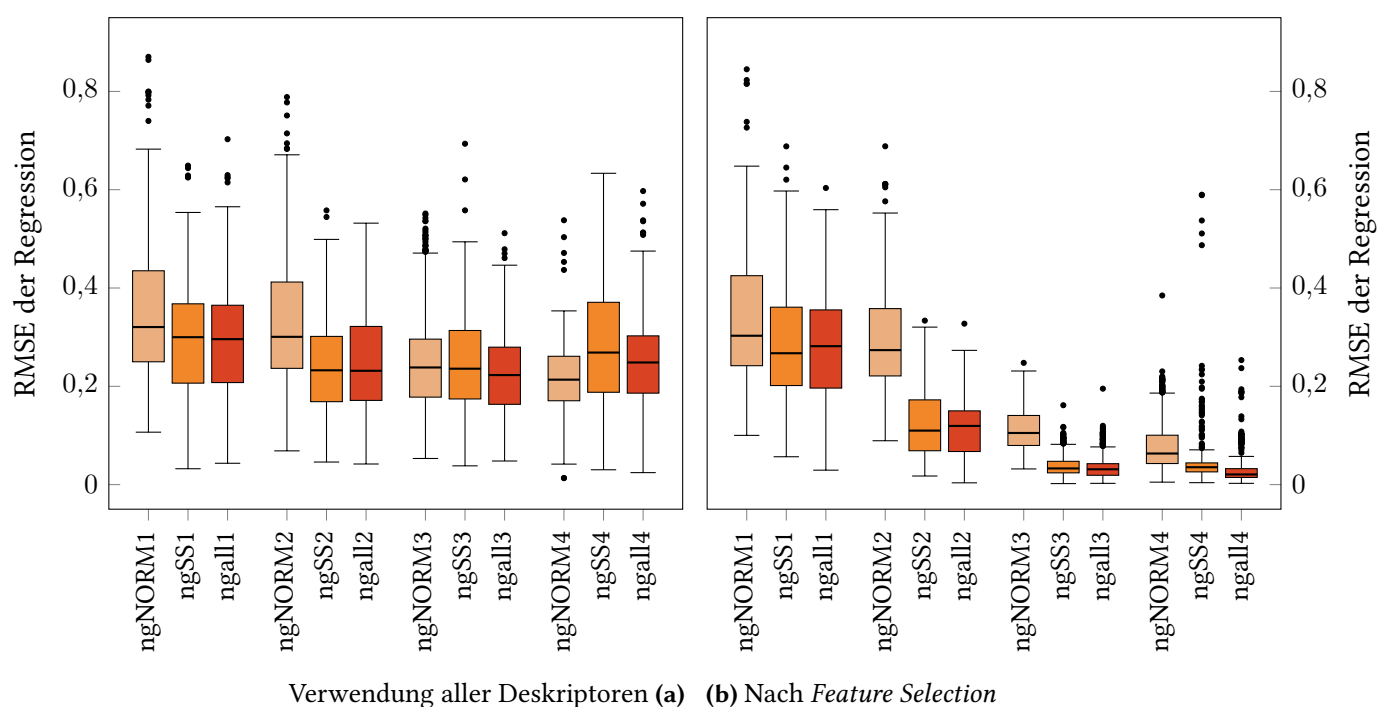 RMSE der Regression
0,8
0,6
0,4
0,2
0
ngNORM1
ngSS1
ngall1
ngNORM2
ngSS2
ngall2
ngNORM3
ngSS3
ngall3
ngNORM4
ngSS4
ngall4
Verwendung aller Deskriptoren (a)
ngNORM1
ngSS1
ngall1
ngNORM2
ngSS2
ngall2
ngNORM3
ngSS3
ngall3
ngNORM4
ngSS4
ngall4
0,8
0,6
0,4
0,2
0
RMSE der Regression
(b) Nach Feature Selection